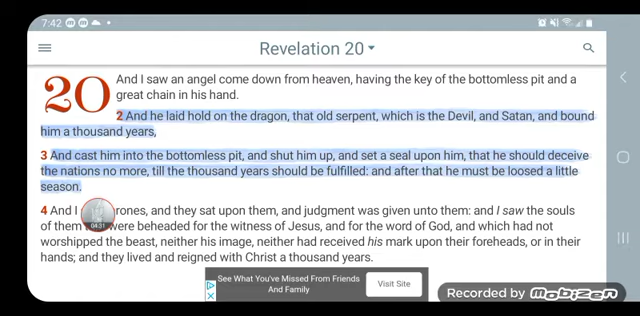 7:42
Revelation 20
20 And I saw an angel come down from heaven, having the key of the bottomless pit and a
great chain in his hand.
2 And he laid hold on the dragon, that old serpent, which is the Devil, and Satan, and bound
him a thousand years,
3 And cast him into the bottomless pit, and shut him up, and set a seal upon him, that he should deceive
the nations no more, till the thousand years should be fulfilled: and after that he must be loosed a little
season.
4 And I rones, and they sat upon them, and judgment was given unto them: and I saw the souls
of them were beheaded for the witness of Jesus, and for the word of God, and which had not
worshipped the beast, neither his image, neither had received his mark upon their foreheads, or in their
hands; and they lived and reigned with Christ a thousand years.
04:31
See What You've Missed From Friends
And Family
Visit Site
Recorded by Mobizen